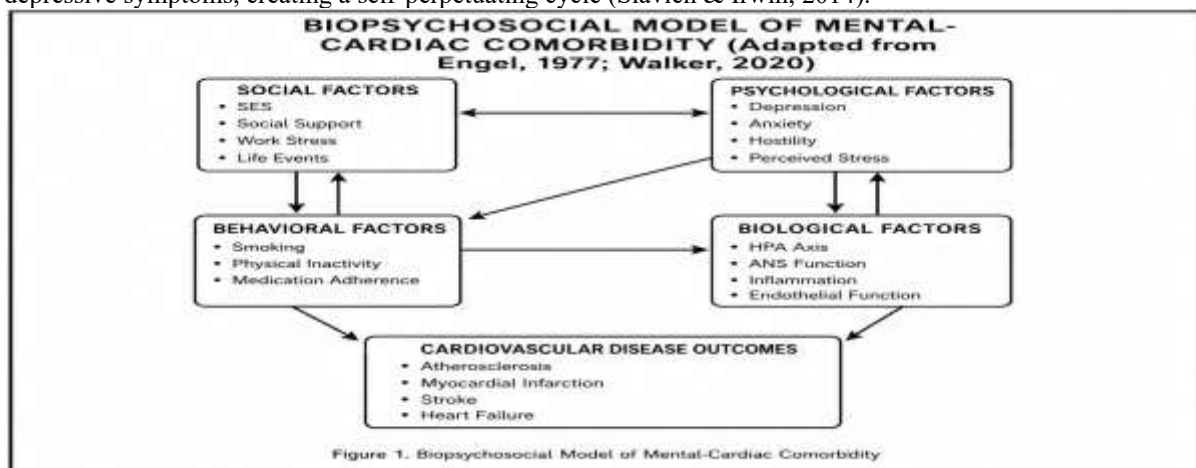 depressive symptoms, creating a self-perpetuating cycle (Slavich & Irwin, 2014).
BIOPSYCHOSOCIAL MODEL OF MENTAL-
CARDIAC COMORBIDITY (Adapted from
Engel, 1977; Walker, 2020)
SOCIAL FACTORS
• SES
• Social Support
• Work Stress
• Life Events
PSYCHOLOGICAL FACTORS
• Depression
• Anxiety
• Hostility
• Perceived Stress
BEHAVIORAL FACTORS
• Smoking
• Physical Inactivity
• Medication Adherence
BIOLOGICAL FACTORS
• HPA Axis
• ANS Function
• Inflammation
• Endothelial Function
CARDIOVASCULAR DISEASE OUTCOMES
• Atherosclerosis
• Myocardial Infarction
• Stroke
• Heart Failure
Figure 1. Biopsychosocial Model of Mental-Cardiac Comorbidity